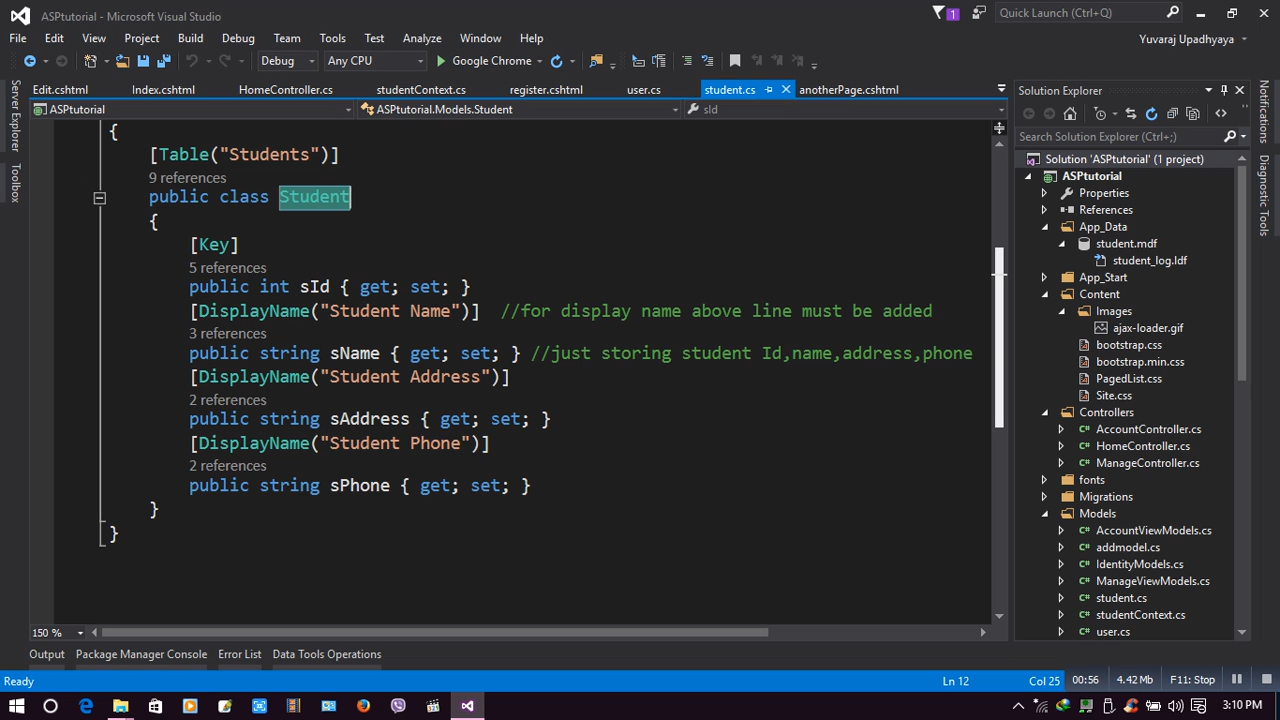 ASPtutorial - Microsoft Visual Studio
1
Quick Launch (Ctrl+Q)
File Edit View Project Build Debug Team Tools Test Analyze Window Help
Yuvaraj Upadhyaya
Debug Any CPU Google Chrome
Edit.cshtml Index.cshtml HomeController.cs studentContext.cs register.cshtml user.cs student.cs anotherPage.cshtml
ASPtutorial ASPtutorial.Models.Student sId
{
[Table("Students")]
9 references
public class Student
{
[Key]
5 references
public int sId { get; set; }
[DisplayName("Student Name")] //for display name above line must be added
3 references
public string sName { get; set; } //just storing student Id,name,address,phone
[DisplayName("Student Address")]
2 references
public string sAddress { get; set; }
[DisplayName("Student Phone")]
2 references
public string sPhone { get; set; }
}
}
150 %
Server Explorer
Toolbox
Solution Explorer
Search Solution Explorer (Ctrl+;)
Solution 'ASPtutorial' (1 project)
ASPtutorial
Properties
References
App_Data
student.mdf
student_log.ldf
App_Start
Content
Images
ajax-loader.gif
bootstrap.css
bootstrap.min.css
PagedList.css
Site.css
Controllers
AccountController.cs
HomeController.cs
ManageController.cs
fonts
Migrations
Models
AccountViewModels.cs
addmodel.cs
IdentityModels.cs
ManageViewModels.cs
student.cs
studentContext.cs
user.cs
Notifications
Diagnostic Tools
Output Package Manager Console Error List Data Tools Operations
Ready Ln 12 Col 25 00:56 4.42 Mb F11: Stop
3:10 PM